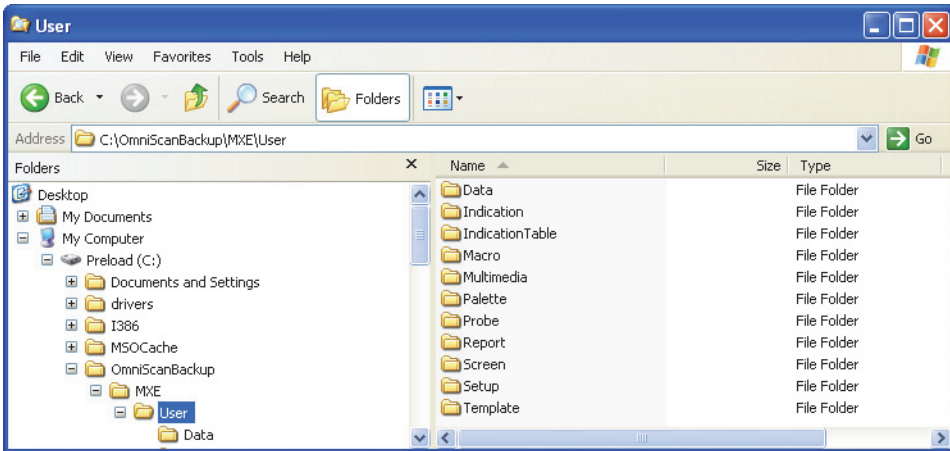 User
File Edit View Favorites Tools Help
Back Search Folders
Address C:\OmniScanBackup\MXE\User Go
Folders x Name Size Type
Desktop
My Documents
My Computer
Preload (C:)
Documents and Settings
drivers
I386
MSOCache
OmniScanBackup
MXE
User
Data
Data File Folder
Indication File Folder
IndicationTable File Folder
Macro File Folder
Multimedia File Folder
Palette File Folder
Probe File Folder
Report File Folder
Screen File Folder
Setup File Folder
Template File Folder